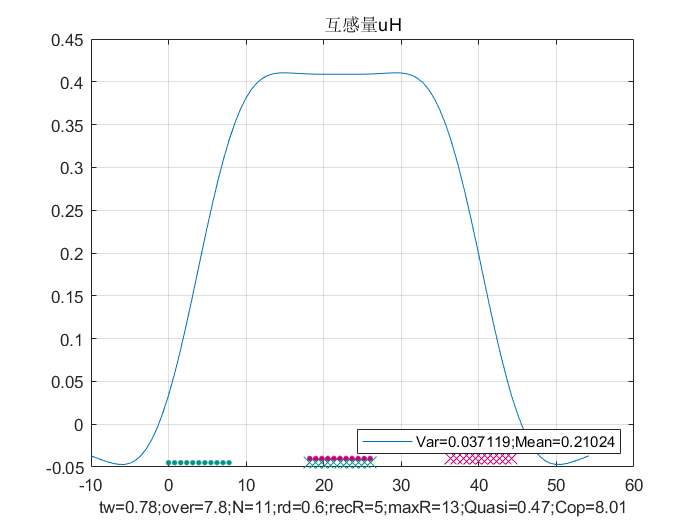 互感量uH
0.45
0.4
0.35
0.3
0.25
0.2
0.15
0.1
0.05
0
-0.05
Var=0.037119;Mean=0.21024
-10 0 10 20 30 40 50 60
tw=0.78;over=7.8;N=11;rd=0.6;recR=5;maxR=13;Quasi=0.47;Cop=8.01